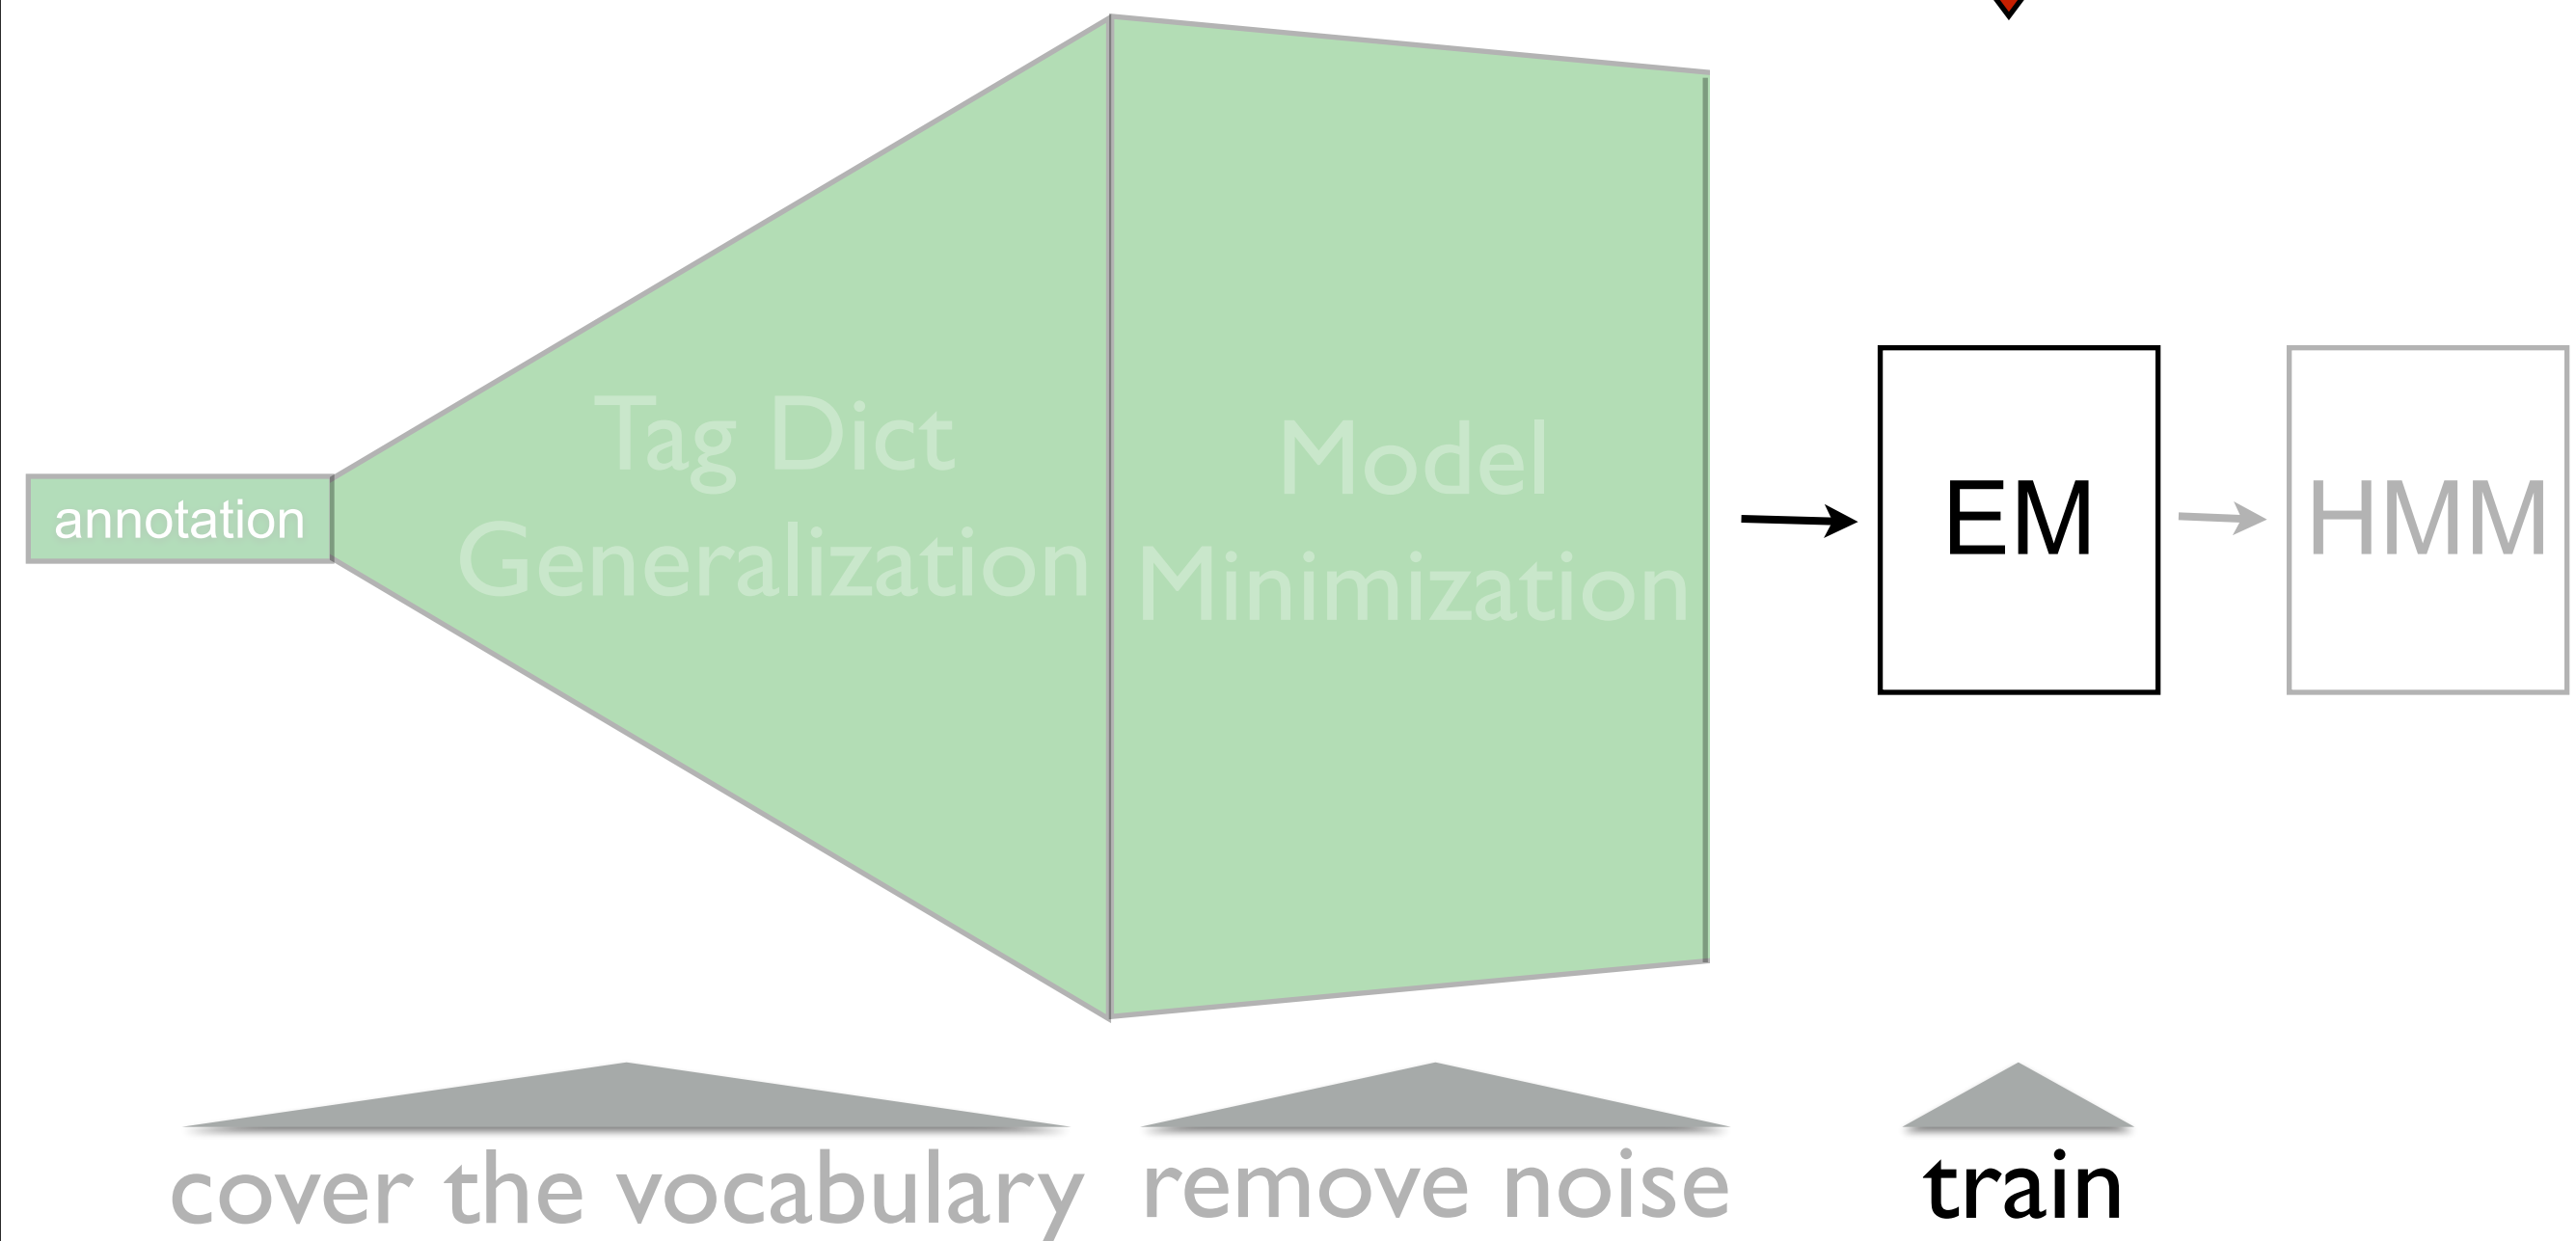 annotation
Tag Dict
Generalization
Model
Minimization
EM
HMM
cover the vocabulary
remove noise
train